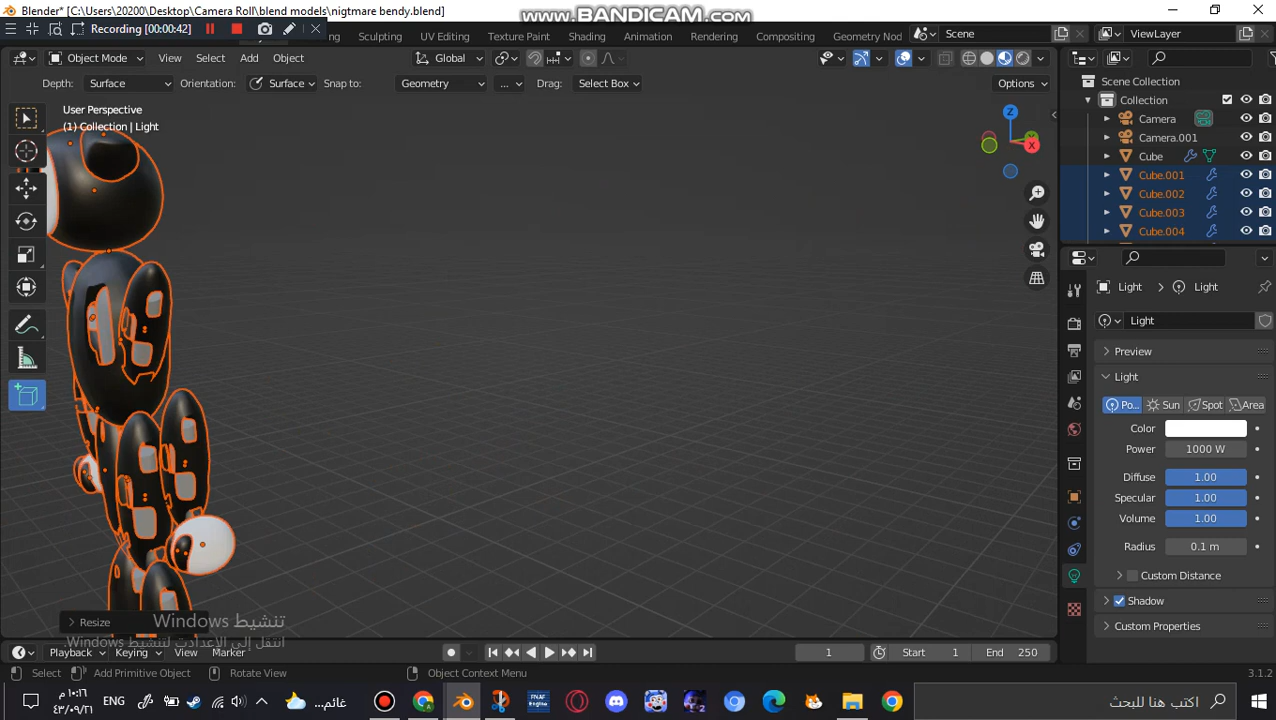 Blender* [C:\Users\20200\Desktop\Camera Roll\blend models\nigtmare bendy.blend]
www.BANDICAM.com
Recording [00:00:42]
UV Editing Texture Paint Shading Animation Rendering Compositing Geometry Nod Scene ViewLayer
Object Mode View Select Add Object Global
Depth: Surface Orientation: Surface Snap to: Geometry ... Drag: Select Box Options
User Perspective
(1) Collection | Light
Z
X
Scene Collection
Collection
Camera
Camera.001
Cube
Cube.001
Cube.002
Cube.003
Cube.004
Light Light
Light
Preview
Light
Po... Sun Spot Area
Color
Power 1000 W
Diffuse 1.00
Specular 1.00
Volume 1.00
Radius 0.1 m
Custom Distance
Shadow
Custom Properties
Resize
تنشيط Windows
انتقل إلى الإعدادات لتنشيط Windows.
Playback Keying View Marker 1 Start 1 End 250
Select Add Primitive Object Rotate View Object Context Menu 3.1.2
١٠:١٦ م
٤٣/٠٩/٢١
ENG
غائم...
اكتب هنا للبحث